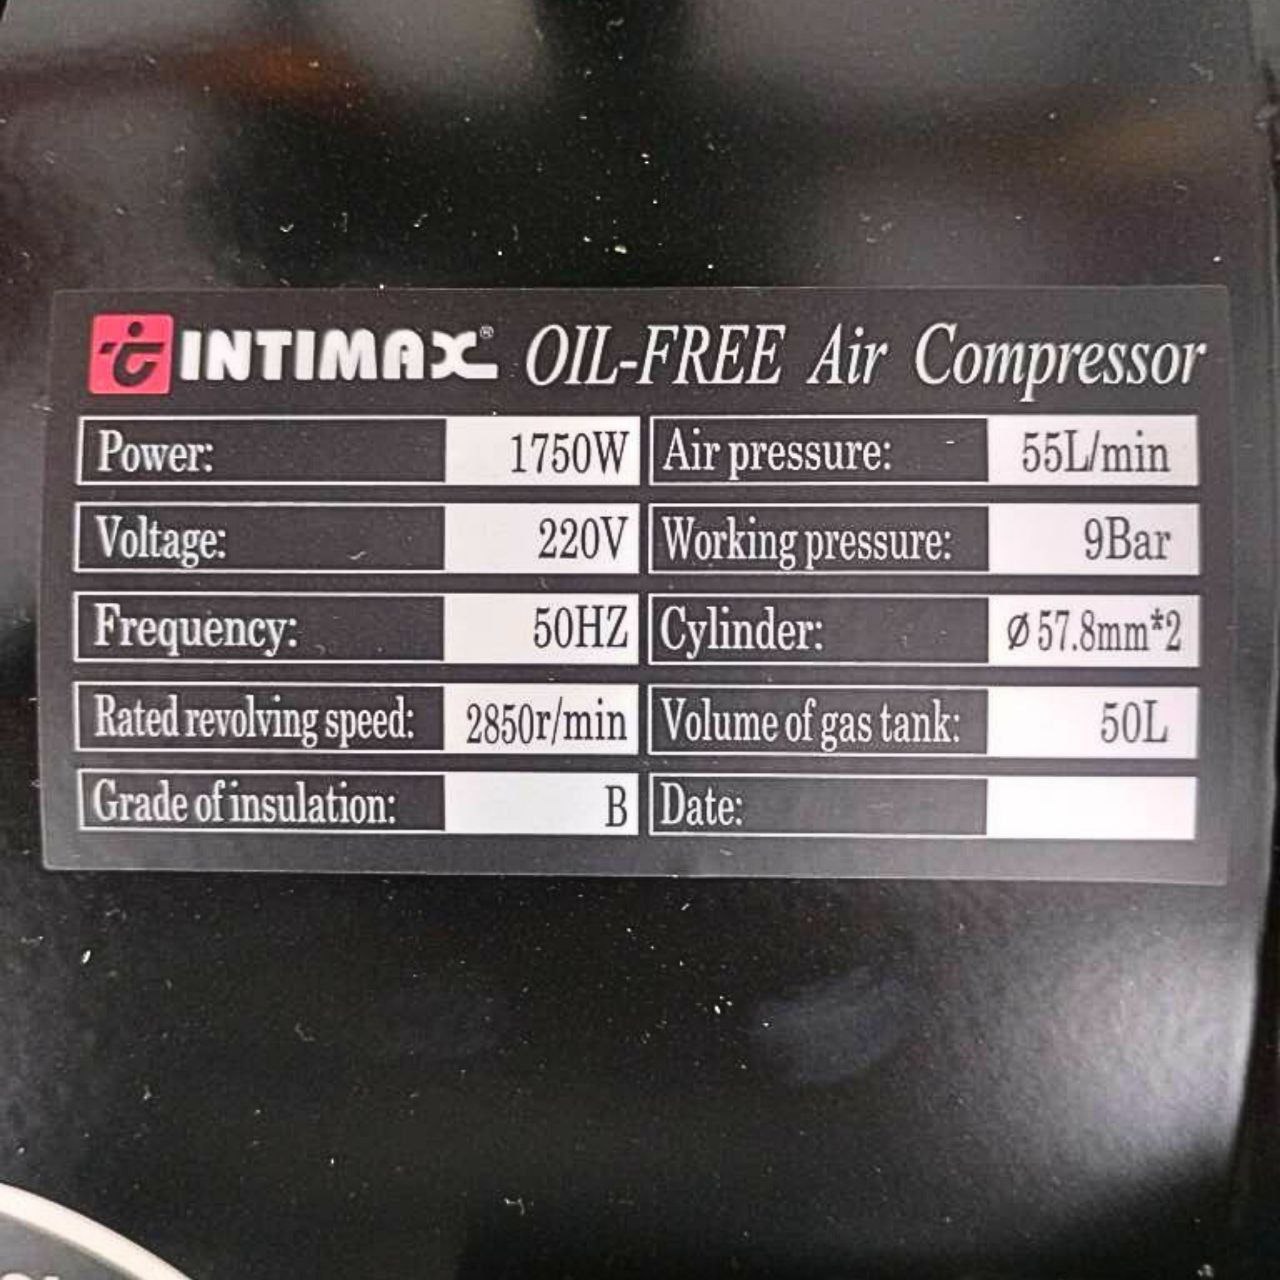 INTIMAX® OIL-FREE Air Compressor
Power: 1750W Air pressure: 55L/min
Voltage: 220V Working pressure: 9Bar
Frequency: 50HZ Cylinder: Ø57.8mm*2
Rated revolving speed: 2850r/min Volume of gas tank: 50L
Grade of insulation: B Date: